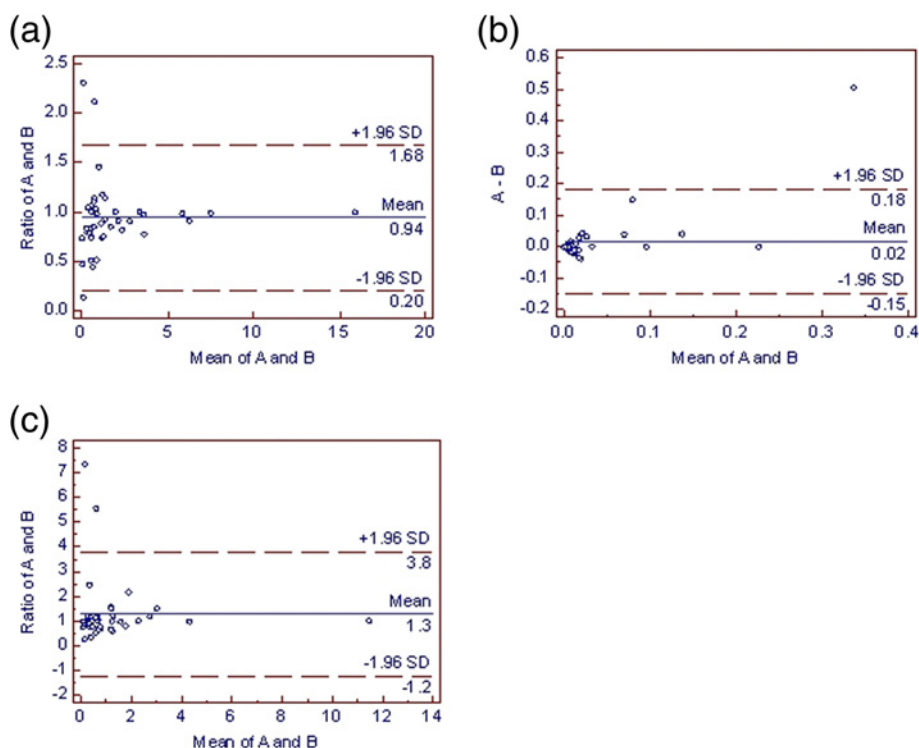 (a)
Ratio of A and B
2.5
2.0
1.5
1.0
0.5
0.0
+1.96 SD
1.68
Mean
0.94
-1.96 SD
0.20
0 5 10 15 20
Mean of A and B
(b)
A - B
0.6
0.5
0.4
0.3
0.2
0.1
0.0
-0.1
-0.2
+1.96 SD
0.18
Mean
0.02
-1.96 SD
-0.15
0.0 0.1 0.2 0.3 0.4
Mean of A and B
(c)
Ratio of A and B
8
7
6
5
4
3
2
1
0
-1
-2
+1.96 SD
3.8
Mean
1.3
-1.96 SD
-1.2
0 2 4 6 8 10 12 14
Mean of A and B